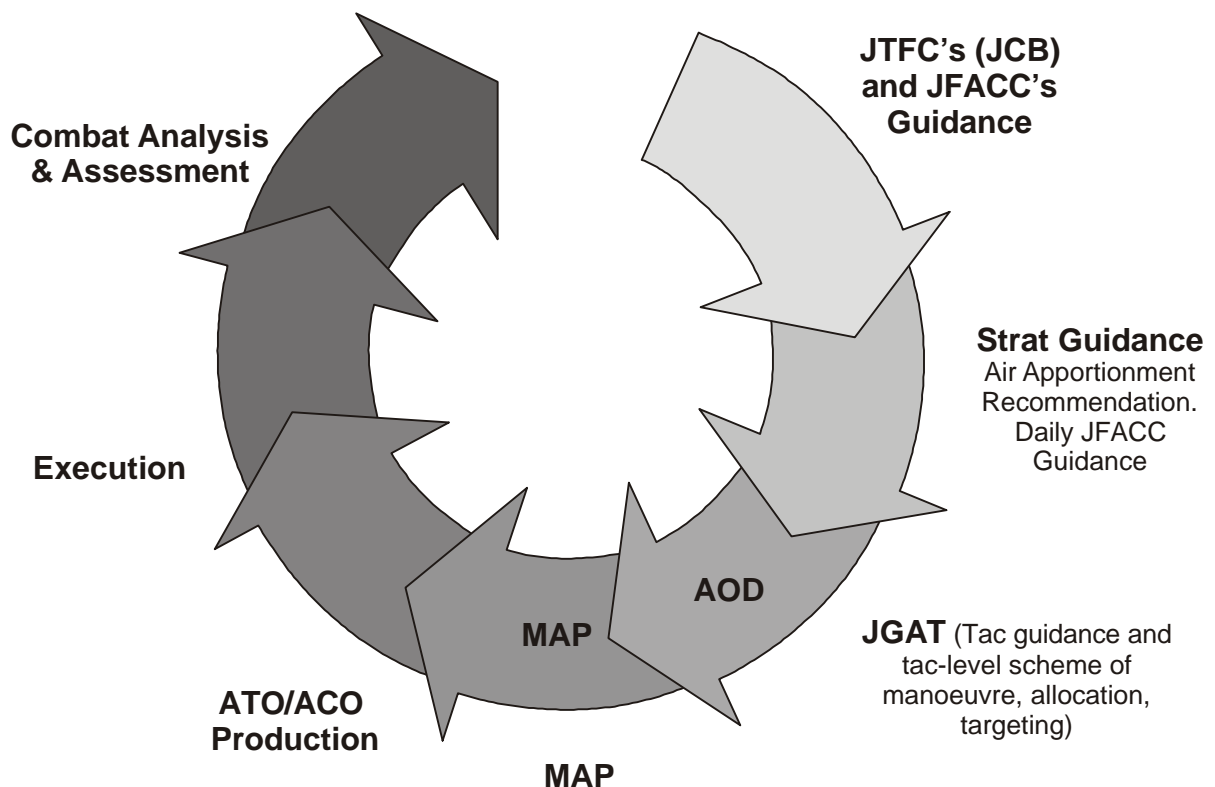 JTFC's (JCB)
and JFACC's
Guidance
Strat Guidance
Air Apportionment
Recommendation.
Daily JFACC
Guidance
AOD
JGAT (Tac guidance and
tac-level scheme of
manoeuvre, allocation,
targeting)
MAP
MAP
ATO/ACO
Production
Execution
Combat Analysis
& Assessment